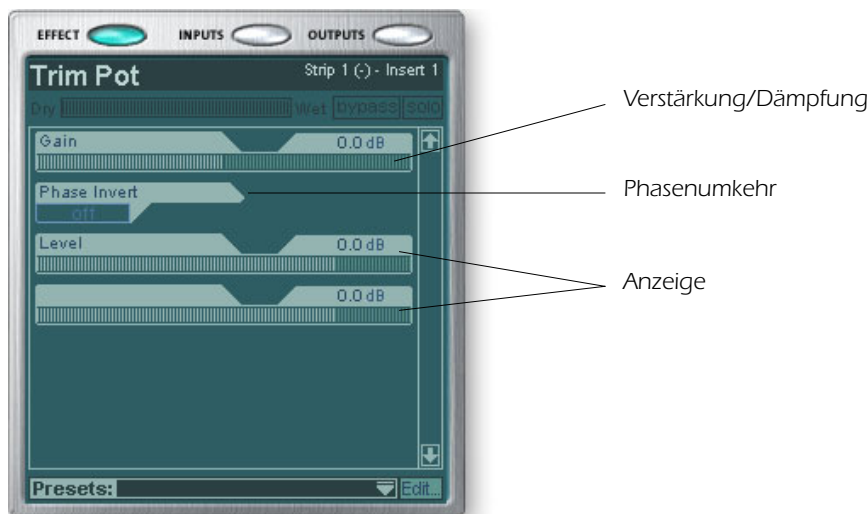 EFFECT INPUTS OUTPUTS
Trim Pot Strip 1 (-) - Insert 1
Dry Wet bypass solo
Gain 0.0 dB
Phase Invert
off
Level 0.0 dB
0.0 dB
Presets: Edit...
Verstärkung/Dämpfung
Phasenumkehr
Anzeige